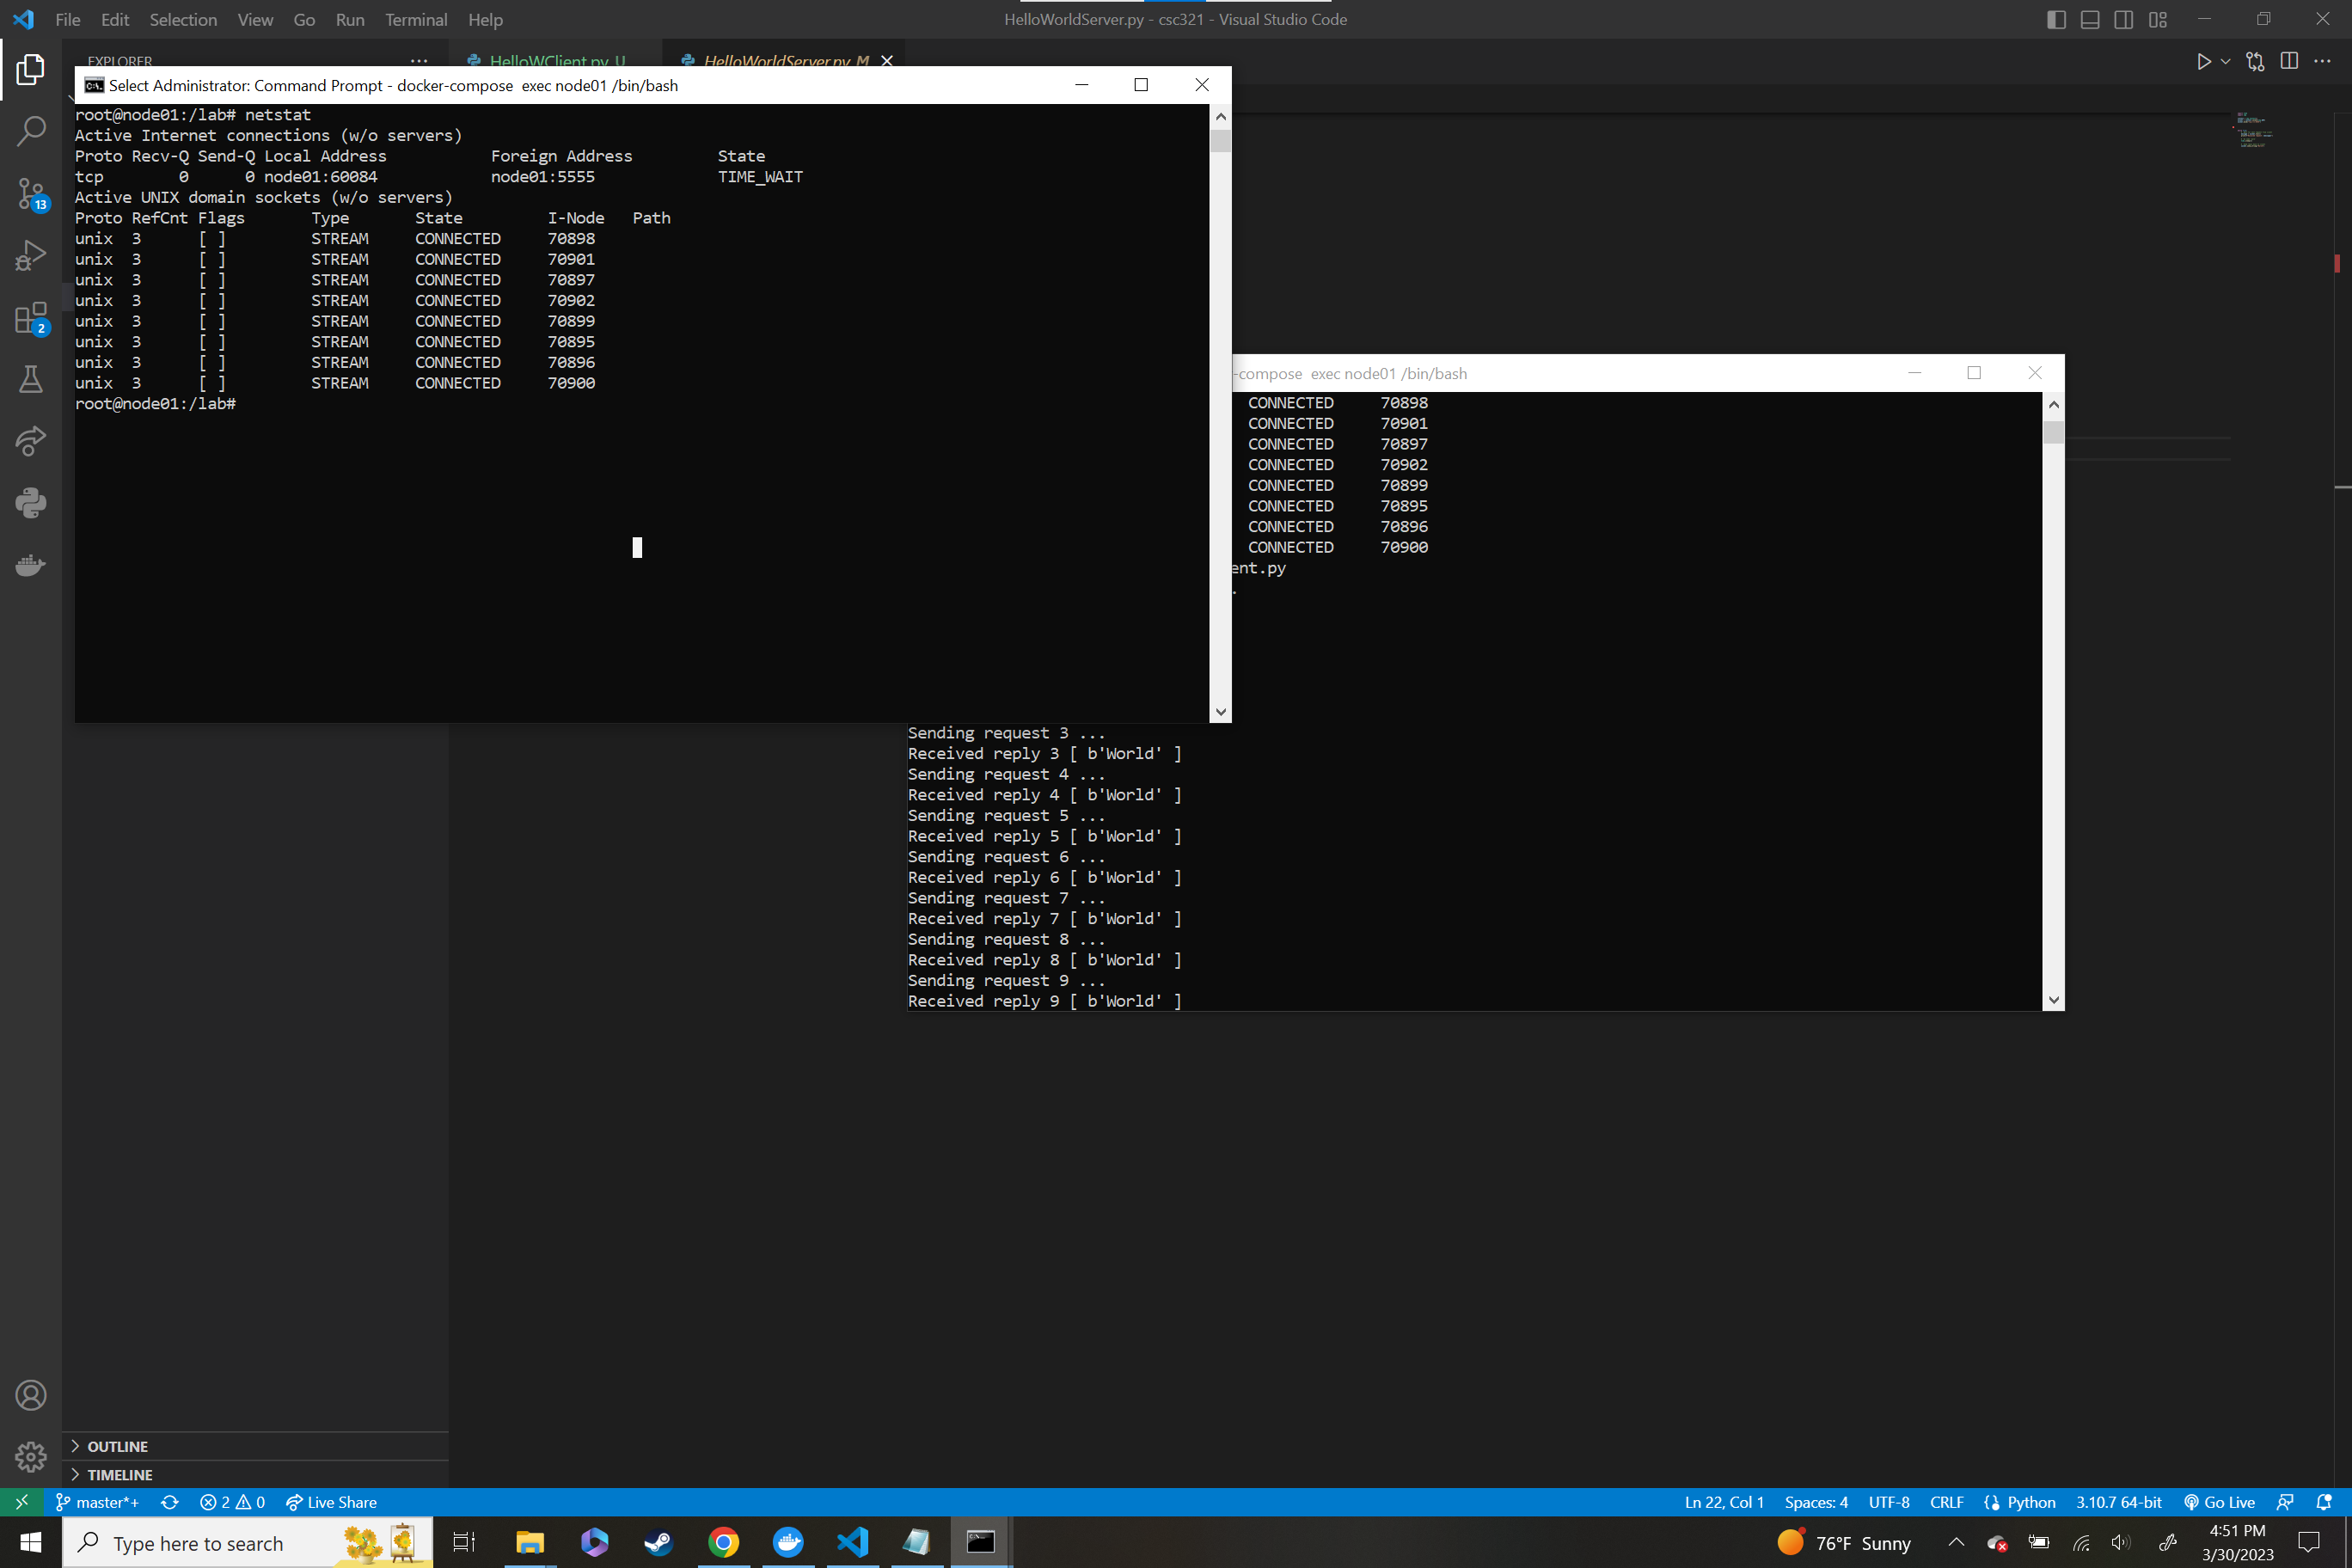 File Edit Selection View Go Run Terminal Help
HelloWorldServer.py - csc321 - Visual Studio Code
EXPLORER
HelloWClient.py U
HelloWorldServer.py M
Select Administrator: Command Prompt - docker-compose exec node01 /bin/bash
root@node01:/lab# netstat
Active Internet connections (w/o servers)
Proto Recv-Q Send-Q Local Address Foreign Address State
tcp 0 0 node01:60084 node01:5555 TIME_WAIT
Active UNIX domain sockets (w/o servers)
Proto RefCnt Flags Type State I-Node Path
unix 3 [ ] STREAM CONNECTED 70898
unix 3 [ ] STREAM CONNECTED 70901
unix 3 [ ] STREAM CONNECTED 70897
unix 3 [ ] STREAM CONNECTED 70902
unix 3 [ ] STREAM CONNECTED 70899
unix 3 [ ] STREAM CONNECTED 70895
unix 3 [ ] STREAM CONNECTED 70896
unix 3 [ ] STREAM CONNECTED 70900
root@node01:/lab#
-compose exec node01 /bin/bash
CONNECTED 70898
CONNECTED 70901
CONNECTED 70897
CONNECTED 70902
CONNECTED 70899
CONNECTED 70895
CONNECTED 70896
CONNECTED 70900
ent.py
.
Sending request 3 ...
Received reply 3 [ b'World' ]
Sending request 4 ...
Received reply 4 [ b'World' ]
Sending request 5 ...
Received reply 5 [ b'World' ]
Sending request 6 ...
Received reply 6 [ b'World' ]
Sending request 7 ...
Received reply 7 [ b'World' ]
Sending request 8 ...
Received reply 8 [ b'World' ]
Sending request 9 ...
Received reply 9 [ b'World' ]
13
2
OUTLINE
TIMELINE
master*+ 2 0 Live Share
Ln 22, Col 1 Spaces: 4 UTF-8 CRLF Python 3.10.7 64-bit Go Live
Type here to search
76°F Sunny
4:51 PM
3/30/2023